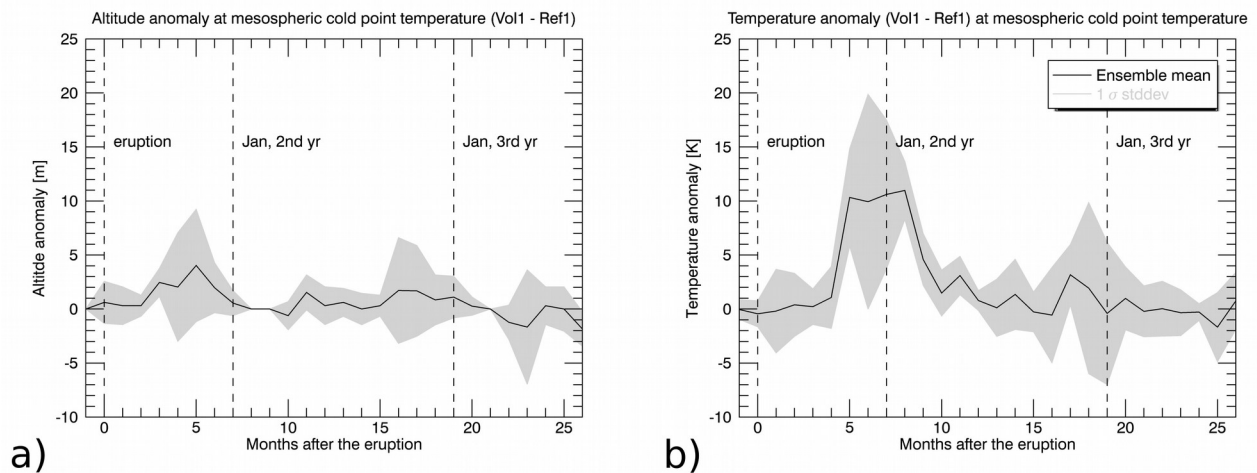 Altitude anomaly at mesospheric cold point temperature (Vol1 - Ref1)
25
20
15
10
5
0
-5
-10
Altitde anomaly [m]
eruption
Jan, 2nd yr
Jan, 3rd yr
0 5 10 15 20 25
Months after the eruption
a)
Temperature anomaly (Vol1 - Ref1) at mesospheric cold point temperature
25
20
15
10
5
0
-5
-10
Temperature anomaly [K]
Ensemble mean
1 σ stddev
eruption
Jan, 2nd yr
Jan, 3rd yr
0 5 10 15 20 25
Months after the eruption
b)